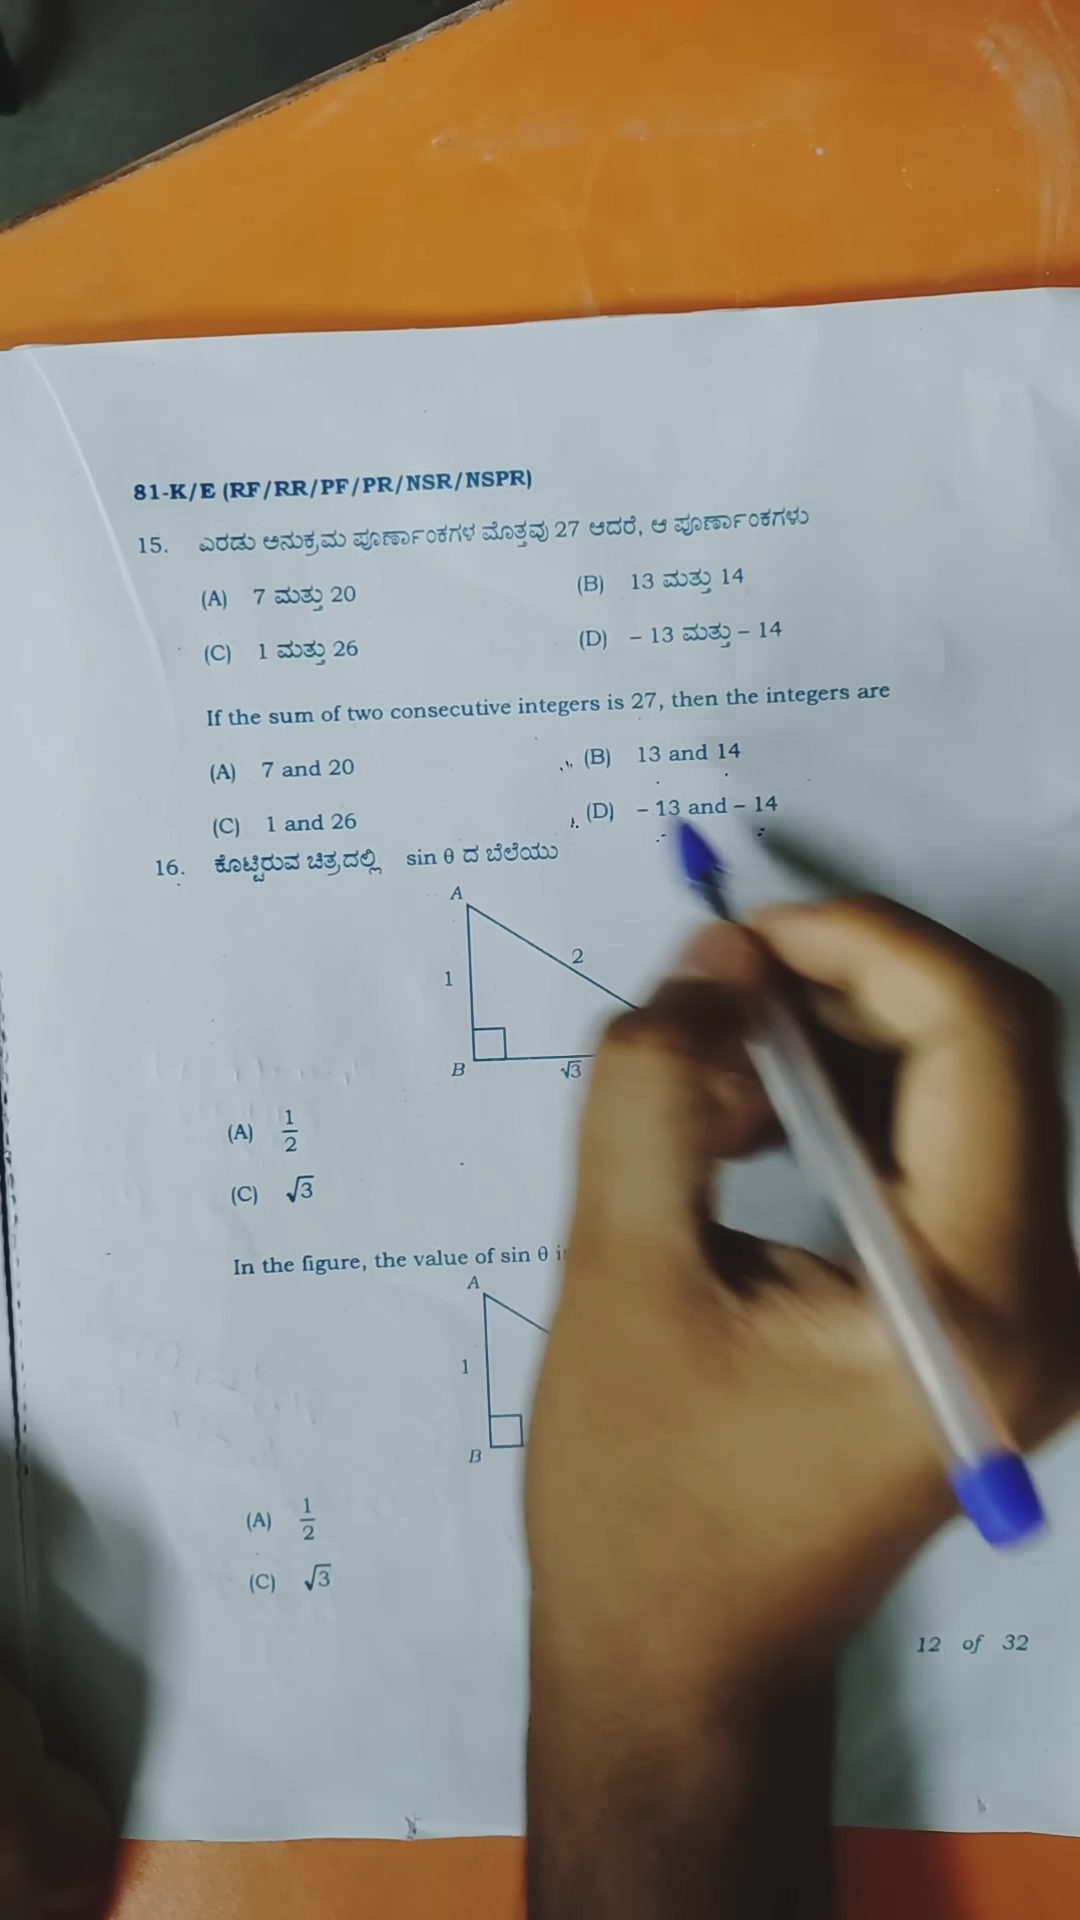 81-K/E (RF/RR/PF/PR/NSR/NSPR)
15. ಎರಡು ಅನುಕ್ರಮ ಪೂರ್ಣಾಂಕಗಳ ಮೊತ್ತವು 27 ಆದರೆ, ಆ ಪೂರ್ಣಾಂಕಗಳು
(A) 7 ಮತ್ತು 20 (B) 13 ಮತ್ತು 14
(C) 1 ಮತ್ತು 26 (D) – 13 ಮತ್ತು – 14
If the sum of two consecutive integers is 27, then the integers are
(A) 7 and 20 (B) 13 and 14
(C) 1 and 26 (D) – 13 and – 14
16. ಕೊಟ್ಟಿರುವ ಚಿತ್ರದಲ್ಲಿ sin θ ದ ಬೆಲೆಯು
A
2
1
B
√3
(A) 1/2
(C) √3
In the figure, the value of sin θ
A
1
B
(A) 1/2
(C) √3
12 of 32